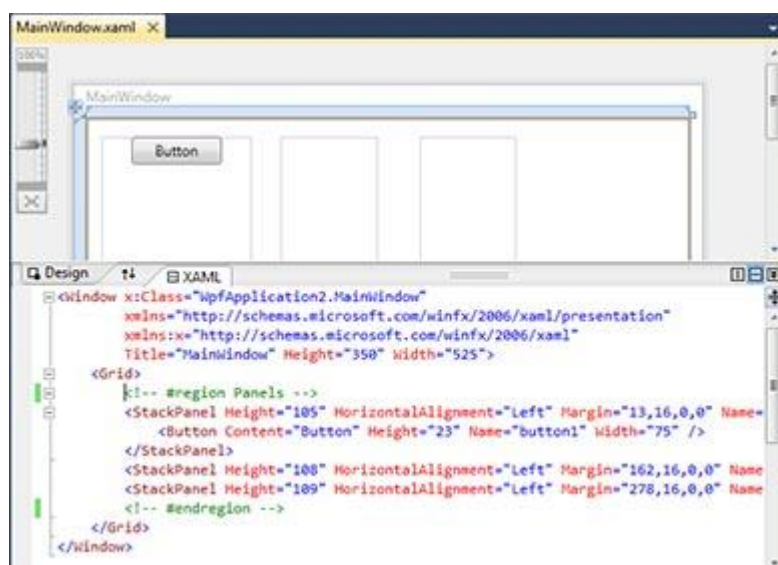 MainWindow.xaml
100%
MainWindow
Button
Design
XAML
<Window x:Class="WpfApplication2.MainWindow"
xmlns="http://schemas.microsoft.com/winfx/2006/xaml/presentation"
xmlns:x="http://schemas.microsoft.com/winfx/2006/xaml"
Title="MainWindow" Height="350" Width="525">
<Grid>
<!-- #region Panels -->
<StackPanel Height="105" HorizontalAlignment="Left" Margin="13,16,0,0" Name=
<Button Content="Button" Height="23" Name="button1" Width="75" />
</StackPanel>
<StackPanel Height="108" HorizontalAlignment="Left" Margin="162,16,0,0" Name
<StackPanel Height="109" HorizontalAlignment="Left" Margin="278,16,0,0" Name
<!-- #endregion -->
</Grid>
</Window>